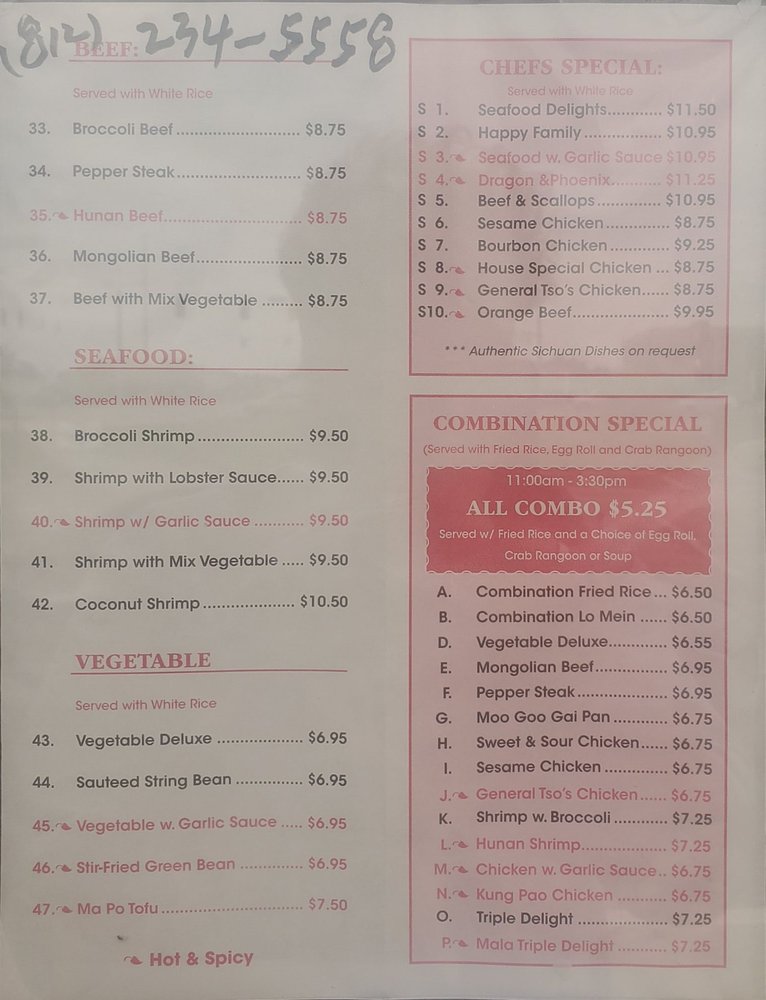 (812) 234-5558
BEEF:
Served with White Rice
33. Broccoli Beef ............................ $8.75
34. Pepper Steak............................ $8.75
35. Hunan Beef............................... $8.75
36. Mongolian Beef........................ $8.75
37. Beef with Mix Vegetable ......... $8.75
SEAFOOD:
Served with White Rice
38. Broccoli Shrimp ........................ $9.50
39. Shrimp with Lobster Sauce...... $9.50
40. Shrimp w/ Garlic Sauce ........... $9.50
41. Shrimp with Mix Vegetable ..... $9.50
42. Coconut Shrimp ..................... $10.50
VEGETABLE
Served with White Rice
43. Vegetable Deluxe ................... $6.95
44. Sauteed String Bean ............... $6.95
45. Vegetable w. Garlic Sauce ..... $6.95
46. Stir-Fried Green Bean .............. $6.95
47. Ma Po Tofu ................................ $7.50
Hot & Spicy
CHEFS SPECIAL:
Served with White Rice
S 1. Seafood Delights............ $11.50
S 2. Happy Family ................. $10.95
S 3. Seafood w. Garlic Sauce $10.95
S 4. Dragon &Phoenix.......... $11.25
S 5. Beef & Scallops.............. $10.95
S 6. Sesame Chicken.............. $8.75
S 7. Bourbon Chicken ............. $9.25
S 8. House Special Chicken ... $8.75
S 9. General Tso's Chicken...... $8.75
S10. Orange Beef..................... $9.95
*** Authentic Sichuan Dishes on request
COMBINATION SPECIAL
(Served with Fried Rice, Egg Roll and Crab Rangoon)
11:00am - 3:30pm
ALL COMBO $5.25
Served w/ Fried Rice and a Choice of Egg Roll,
Crab Rangoon or Soup
A. Combination Fried Rice ... $6.50
B. Combination Lo Mein ...... $6.50
D. Vegetable Deluxe............. $6.55
E. Mongolian Beef................ $6.95
F. Pepper Steak .................... $6.95
G. Moo Goo Gai Pan ............ $6.75
H. Sweet & Sour Chicken...... $6.75
I. Sesame Chicken .............. $6.75
J. General Tso's Chicken...... $6.75
K. Shrimp w. Broccoli ............ $7.25
L. Hunan Shrimp................... $7.25
M. Chicken w. Garlic Sauce.. $6.75
N. Kung Pao Chicken ........... $6.75
O. Triple Delight .................... $7.25
P. Mala Triple Delight ........... $7.25